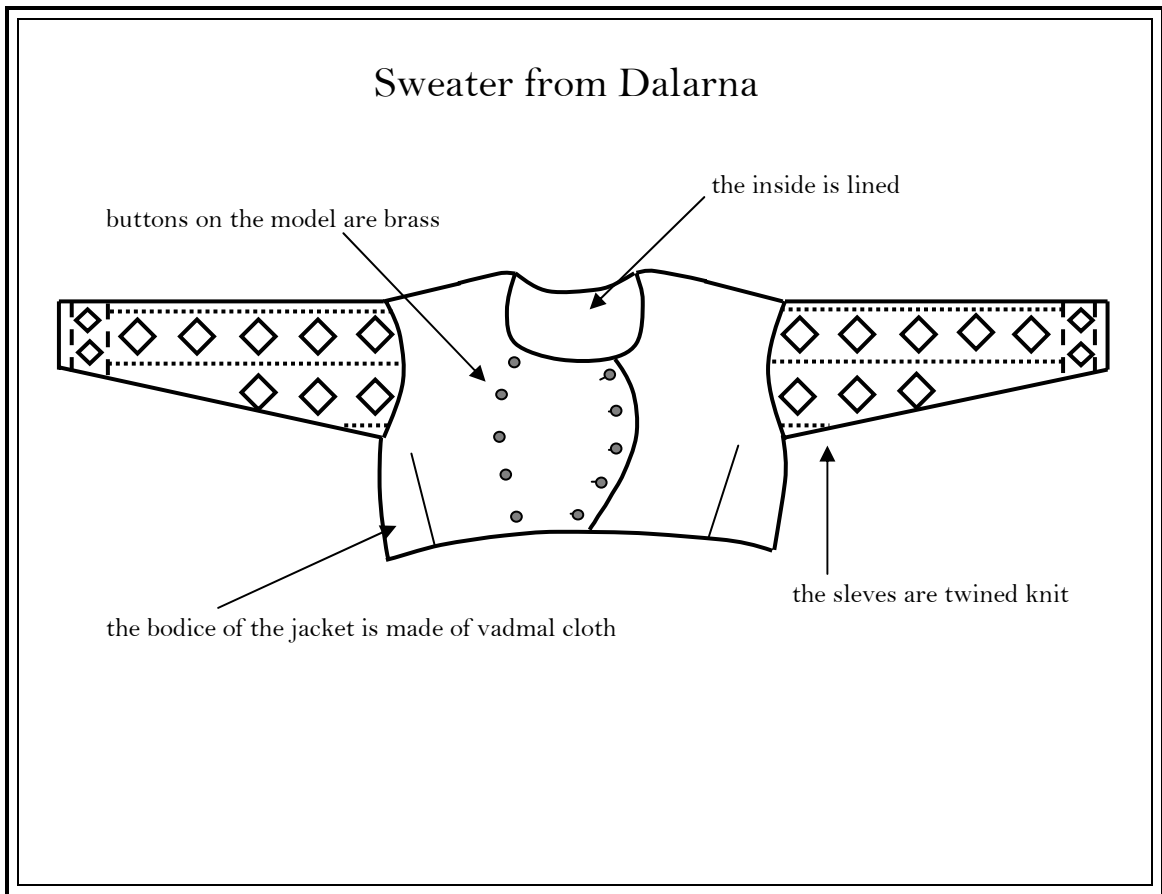 Sweater from Dalarna
the inside is lined
buttons on the model are brass
the sleves are twined knit
the bodice of the jacket is made of vadmal cloth